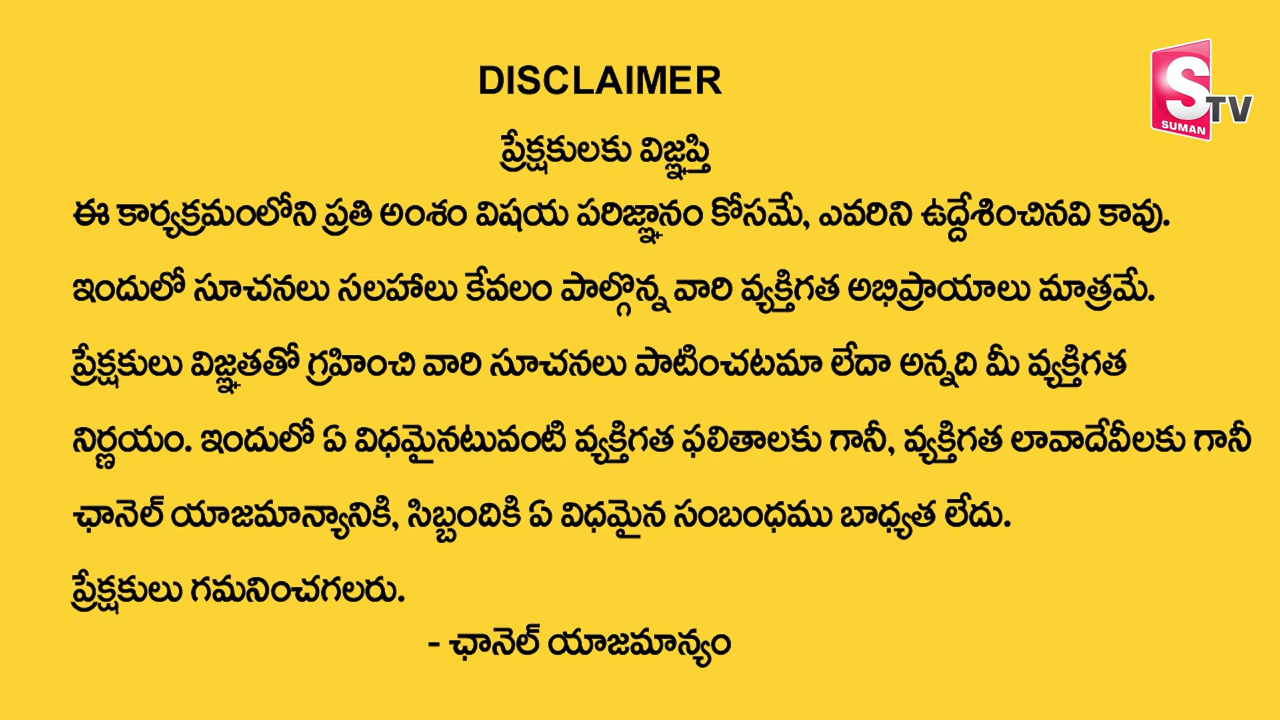 DISCLAIMER
S
TV
SUMAN
ప్రేక్షకులకు విజ్ఞప్తి
ఈ కార్యక్రమంలోని ప్రతి అంశం విషయ పరిజ్ఞానం కోసమే, ఎవరిని ఉద్దేశించినవి కావు.
ఇందులో సూచనలు సలహాలు కేవలం పాల్గొన్న వారి వ్యక్తిగత అభిప్రాయాలు మాత్రమే.
ప్రేక్షకులు విజ్ఞతతో గ్రహించి వారి సూచనలు పాటించటమా లేదా అన్నది మీ వ్యక్తిగత
నిర్ణయం. ఇందులో ఏ విధమైనటువంటి వ్యక్తిగత ఫలితాలకు గానీ, వ్యక్తిగత లావాదేవీలకు గానీ
ఛానెల్ యాజమాన్యానికి, సిబ్బందికి ఏ విధమైన సంబంధము బాధ్యత లేదు.
ప్రేక్షకులు గమనించగలరు.
- ఛానెల్ యాజమాన్యం